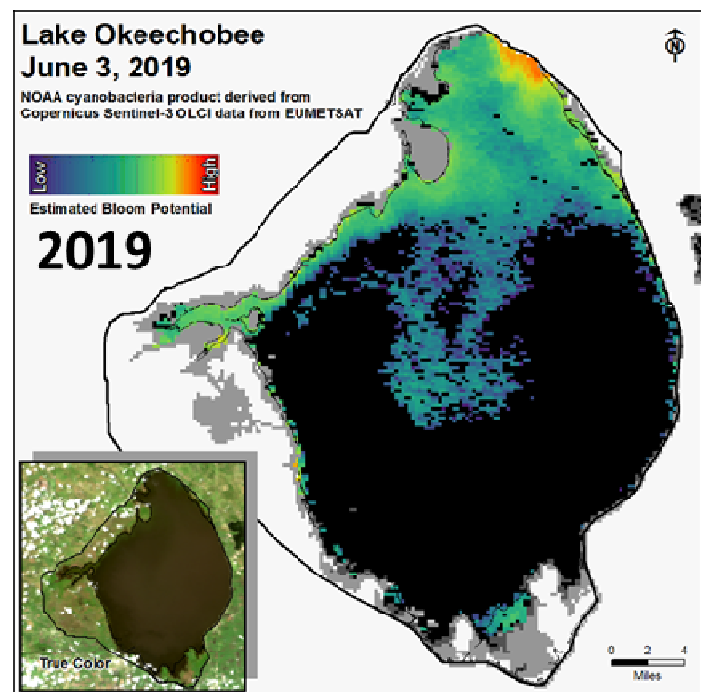 Lake Okeechobee
June 3, 2019
NOAA cyanobacteria product derived from
Copernicus Sentinel-3 OLCI data from EUMETSAT
N
Low
High
Estimated Bloom Potential
2019
True Color
0 2 4
Miles